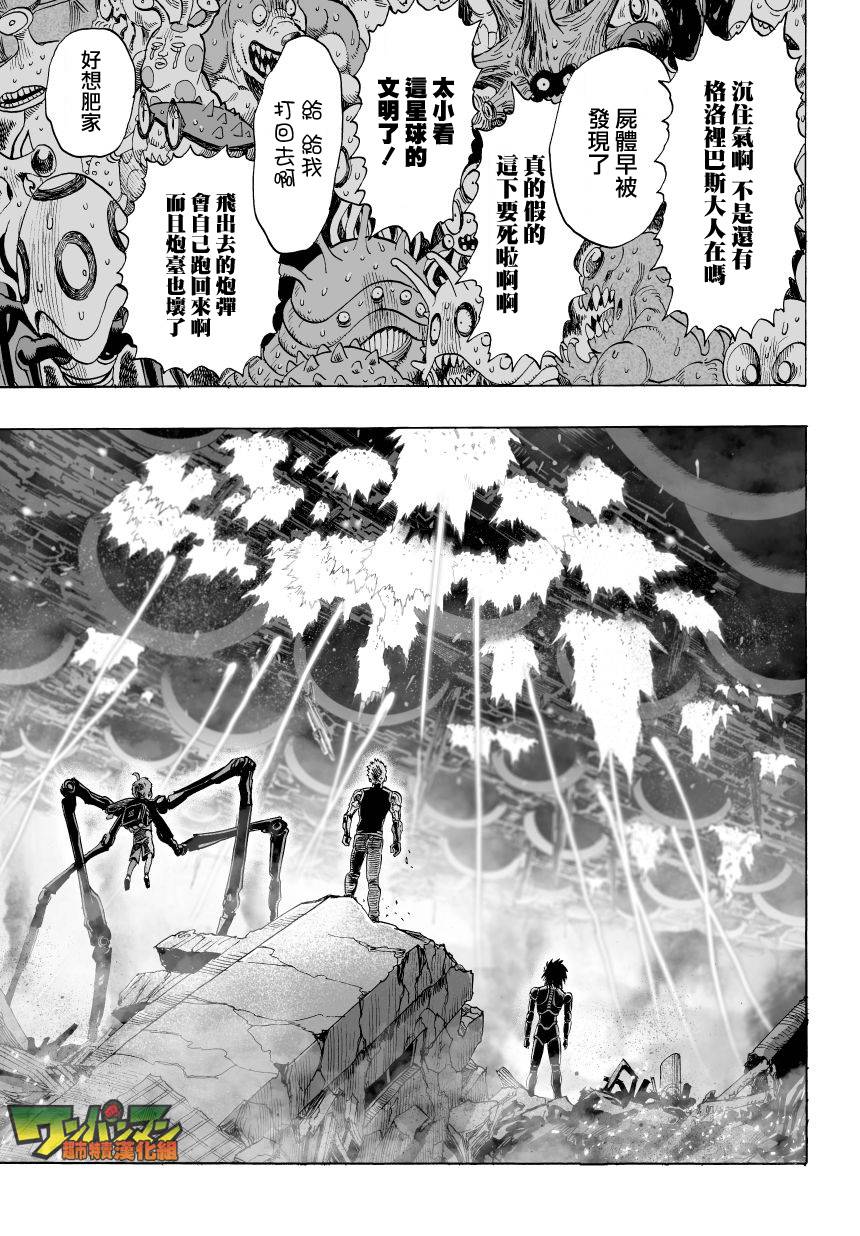 沉住氣啊 不是還有
格洛裡巴斯大人在嗎
屍體早被
發現了
真的假的
這下要死啦啊啊
太小看
這星球的
文明了!
給 給我
打回去啊
飛出去的炮彈
會自己跑回來啊
而且炮臺也壞了
好想肥家
ワンパンマン
超市特賣漢化組